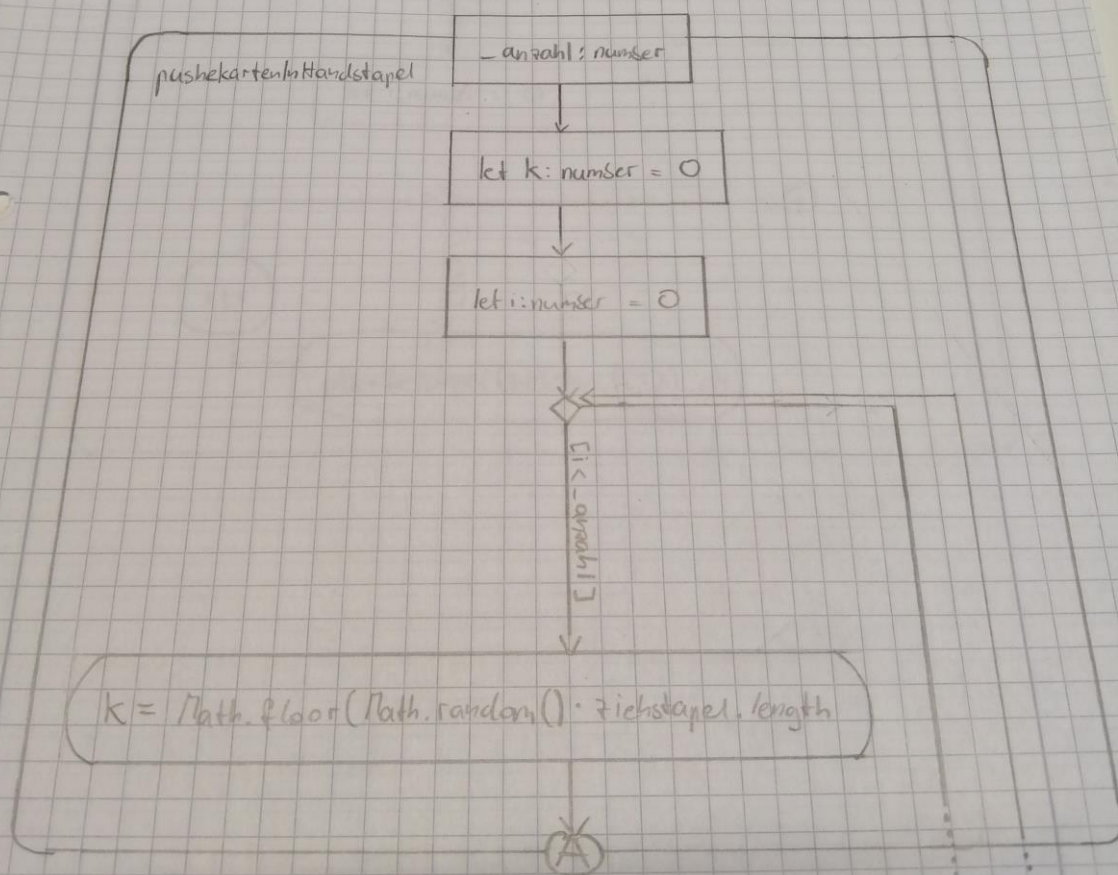 _anzahl: number
pushekartenInHandstapel
let k: number = 0
let i: number = 0
[i < _anzahl]
k = Math.floor(Math.random() · ziehstapel.length
A